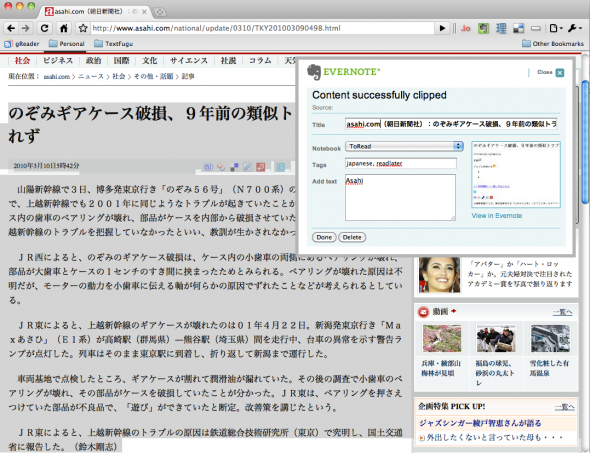 asahi.com（朝日新聞社）：の
http://www.asahi.com/national/update/0310/TKY201003090498.html
gReader
Personal
TextFugu
Other Bookmarks
社会 ビジネス 政治 国際 文化 サイエンス 社説 コラム 天
現在位置： asahi.com > ニュース > 社会 > その他・話題 > 記事
のぞみギアケース破損、９年前の類似ト
れず
2010年3月10日5時42分
山陽新幹線で３日、博多発東京行き「のぞみ５６号」（Ｎ７００系）の
で、上越新幹線でも２００１年に同じようなトラブルが起きていたことが
ス内の歯車のベアリングが壊れ、部品がケースを内部から破損させていた
越新幹線のトラブルを把握していなかったといい、教訓が生かされなかっ
ＪＲ西によると、のぞみのギアケース破損は、ケース内の小歯車の両側にあるベアリングが壊れ、
部品が大歯車とケースの１センチのすき間に挟まったためとみられる。ベアリングが壊れた原因は不
明だが、モーターの動力を小歯車に伝える軸が何らかの原因でずれたことなどが考えられるとしてい
る。
ＪＲ東によると、上越新幹線のギアケースが壊れたのは０１年４月２２日。新潟発東京行き「Ｍａ
ｘあさひ」（Ｅ１系）が高崎駅（群馬県）―熊谷駅（埼玉県）間を走行中、台車の異常を示す警告ラ
ンプが点灯した。列車はそのまま東京駅に到着し、折り返して新潟まで運行した。
車両基地で点検したところ、ギアケースが割れて潤滑油が漏れていた。その後の調査で小歯車のベ
アリングが壊れ、その部品がケースを破損していたことが分かった。ＪＲ東は、ベアリングを押さえ
つけていた部品が不良品で、「遊び」ができていたと断定。改善策を講じたという。
ＪＲ東によると、上越新幹線のトラブルの原因は鉄道総合技術研究所（東京）で究明し、国土交通
省に報告した。（鈴木剛志）
EVERNOTE
Close
Content successfully clipped
Source:
Title
asahi.com（朝日新聞社）：のぞみギアケース破損、９年前の類似トラ
Notebook
ToRead
Tags
japanese, readlater
Add text
Asahi
View in Evernote
Done
Delete
「アバター」か「ハート・ロッ
カー」か。元夫婦対決で注目された
アカデミー賞を写真で振り返ります
動画
一覧へ
兵庫・綾部山
梅林が見頃
福島の球児、
砂浜の丸太ト
レ
雪化粧した有
馬温泉
企画特集 PICK UP!
一覧へ
ジャズシンガー綾戸智恵さんが語る
外出したくないと言っていた母も・・・